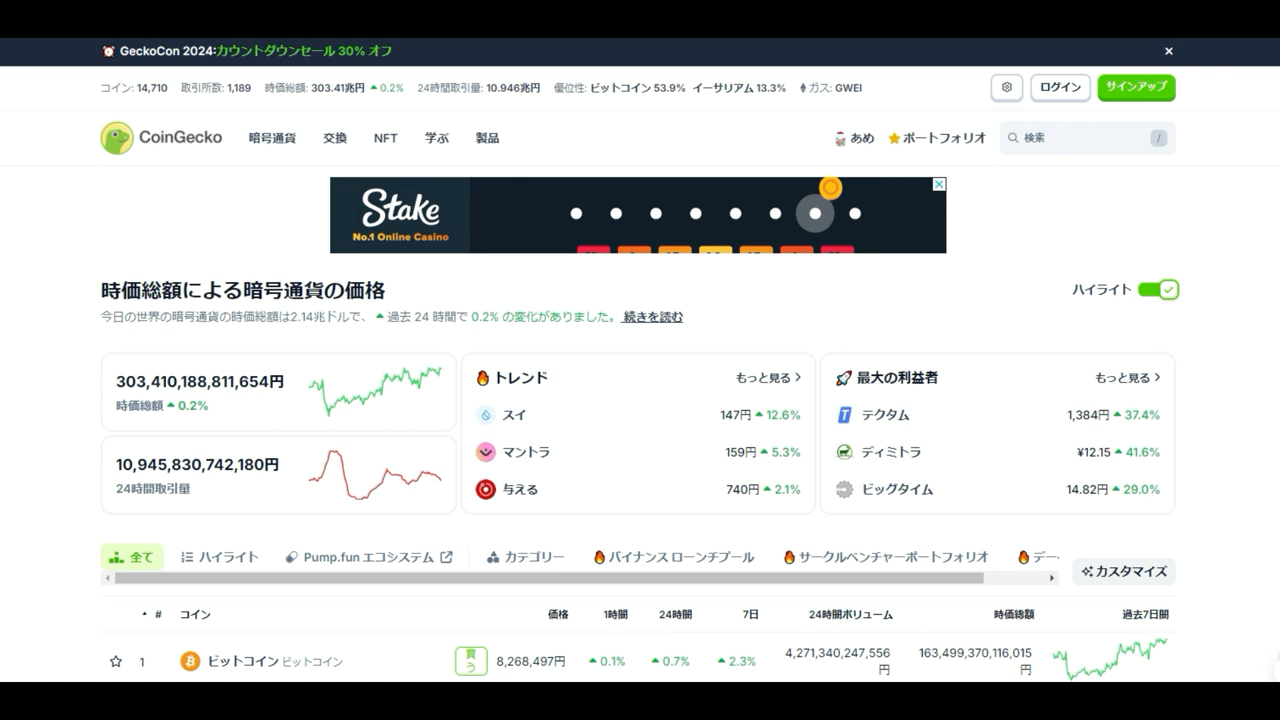 GeckoCon 2024:カウントダウンセール 30% オフ
コイン: 14,710 取引所数: 1,189 時価総額: 303.41兆円 0.2% 24時間取引量: 10.946兆円 優位性: ビットコイン 53.9% イーサリアム 13.3% ガス: GWEI
ログイン
サインアップ
CoinGecko 暗号通貨 交換 NFT 学ぶ 製品 あめ ポートフォリオ 検索 /
Stake
No.1 Online Casino
時価総額による暗号通貨の価格
ハイライト
今日の世界の暗号通貨の時価総額は2.14兆ドルで、 過去 24 時間で 0.2% の変化がありました。 続きを読む
303,410,188,811,654円
時価総額 0.2%
10,945,830,742,180円
24時間取引量
トレンド もっと見る
スイ 147円 12.6%
マントラ 159円 5.3%
与える 740円 2.1%
最大の利益者 もっと見る
テクタム 1,384円 37.4%
ディミトラ ¥12.15 41.6%
ビッグタイム 14.82円 29.0%
全て ハイライト Pump.fun エコシステム カテゴリー バイナンス ローンチプール サークルベンチャーポートフォリオ デー
カスタマイズ
# コイン 価格 1時間 24時間 7日 24時間ボリューム 時価総額 過去7日間
1 ビットコイン ビットコイン 買う 8,268,497円 0.1% 0.7% 2.3% 4,271,340,247,556円 163,499,370,116,015円